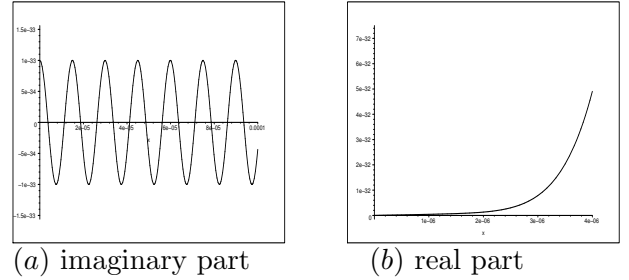 1.5e-33
1e-33
5e-34
0
2e-05 4e-05 6e-05 8e-05 0.0001
x
-5e-34
-1e-33
-1.5e-33
(a) imaginary part
7e-32
6e-32
5e-32
4e-32
3e-32
2e-32
1e-32
0
1e-06 2e-06 3e-06 4e-06
x
(b) real part